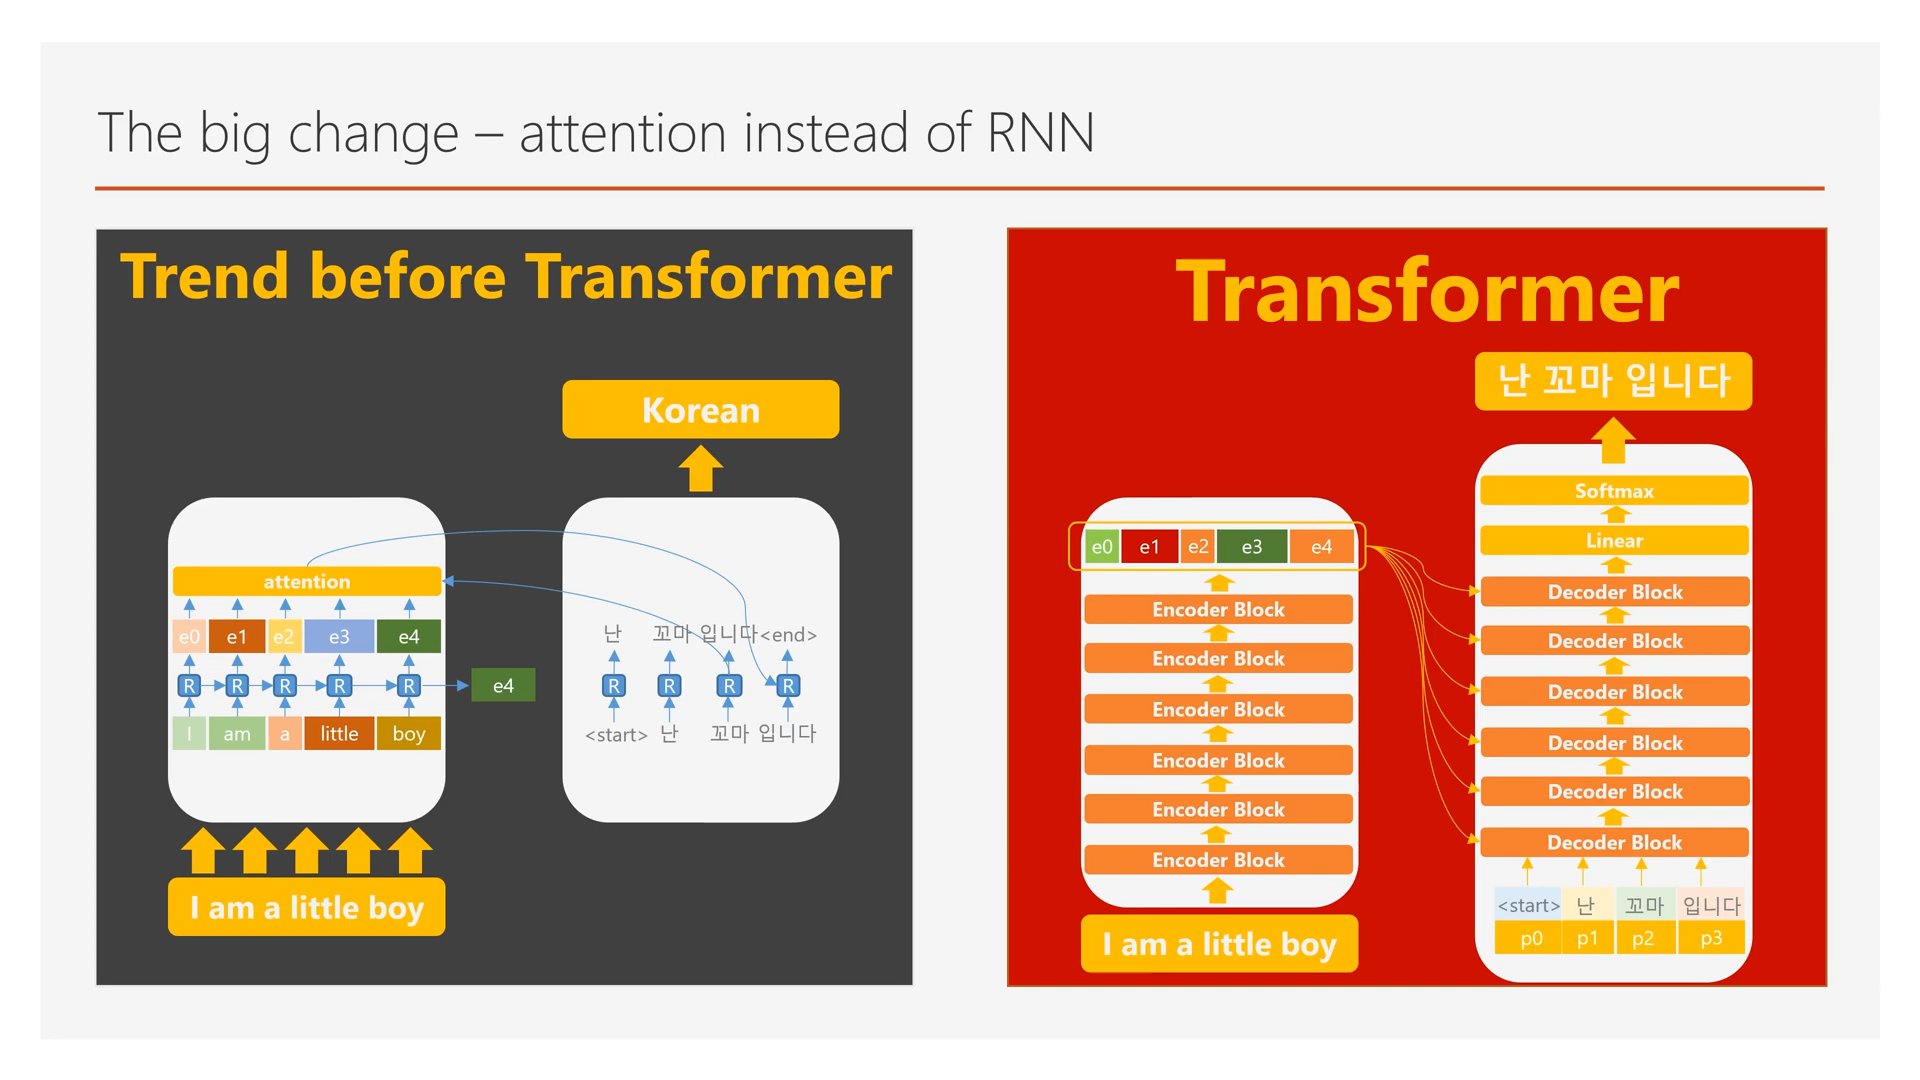 The big change – attention instead of RNN
Trend before Transformer
Korean
attention
e0 e1 e2 e3 e4
R R R R R e4
I am a little boy
I am a little boy
난 꼬마 입니다 <end>
R R R R
<start> 난 꼬마 입니다
Transformer
e0 e1 e2 e3 e4
Encoder Block
Encoder Block
Encoder Block
Encoder Block
Encoder Block
Encoder Block
I am a little boy
난 꼬마 입니다
Softmax
Linear
Decoder Block
Decoder Block
Decoder Block
Decoder Block
Decoder Block
Decoder Block
<start> 난 꼬마 입니다
p0 p1 p2 p3